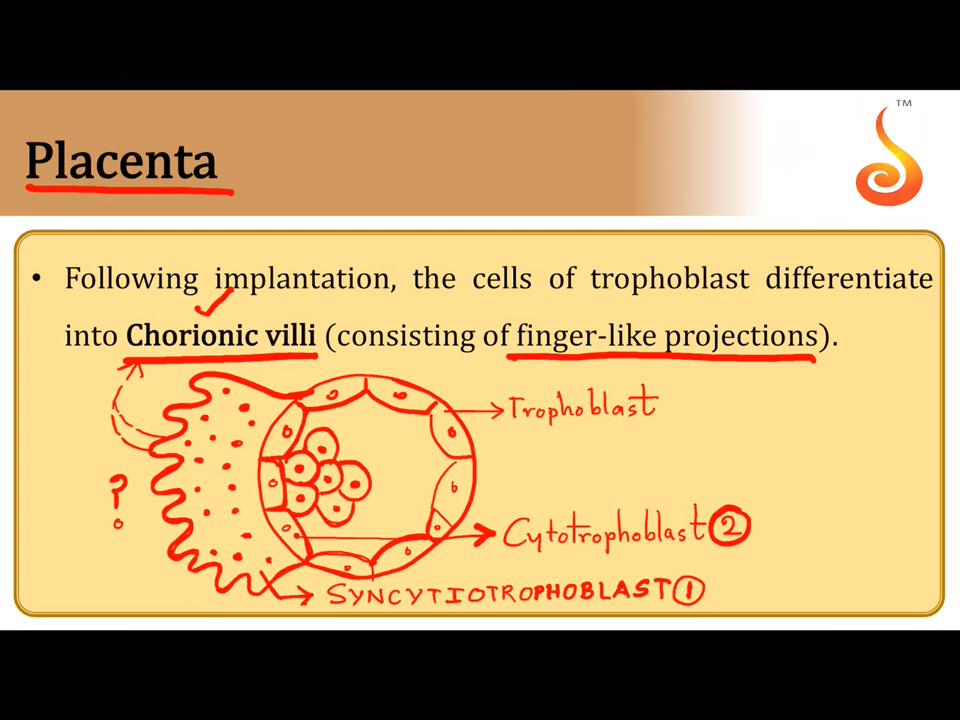 TM
Placenta
• Following implantation, the cells of trophoblast differentiate
into Chorionic villi (consisting of finger-like projections).
Trophoblast
?
Cytotrophoblast 2
SYNCYTIOTROPHOBLAST 1